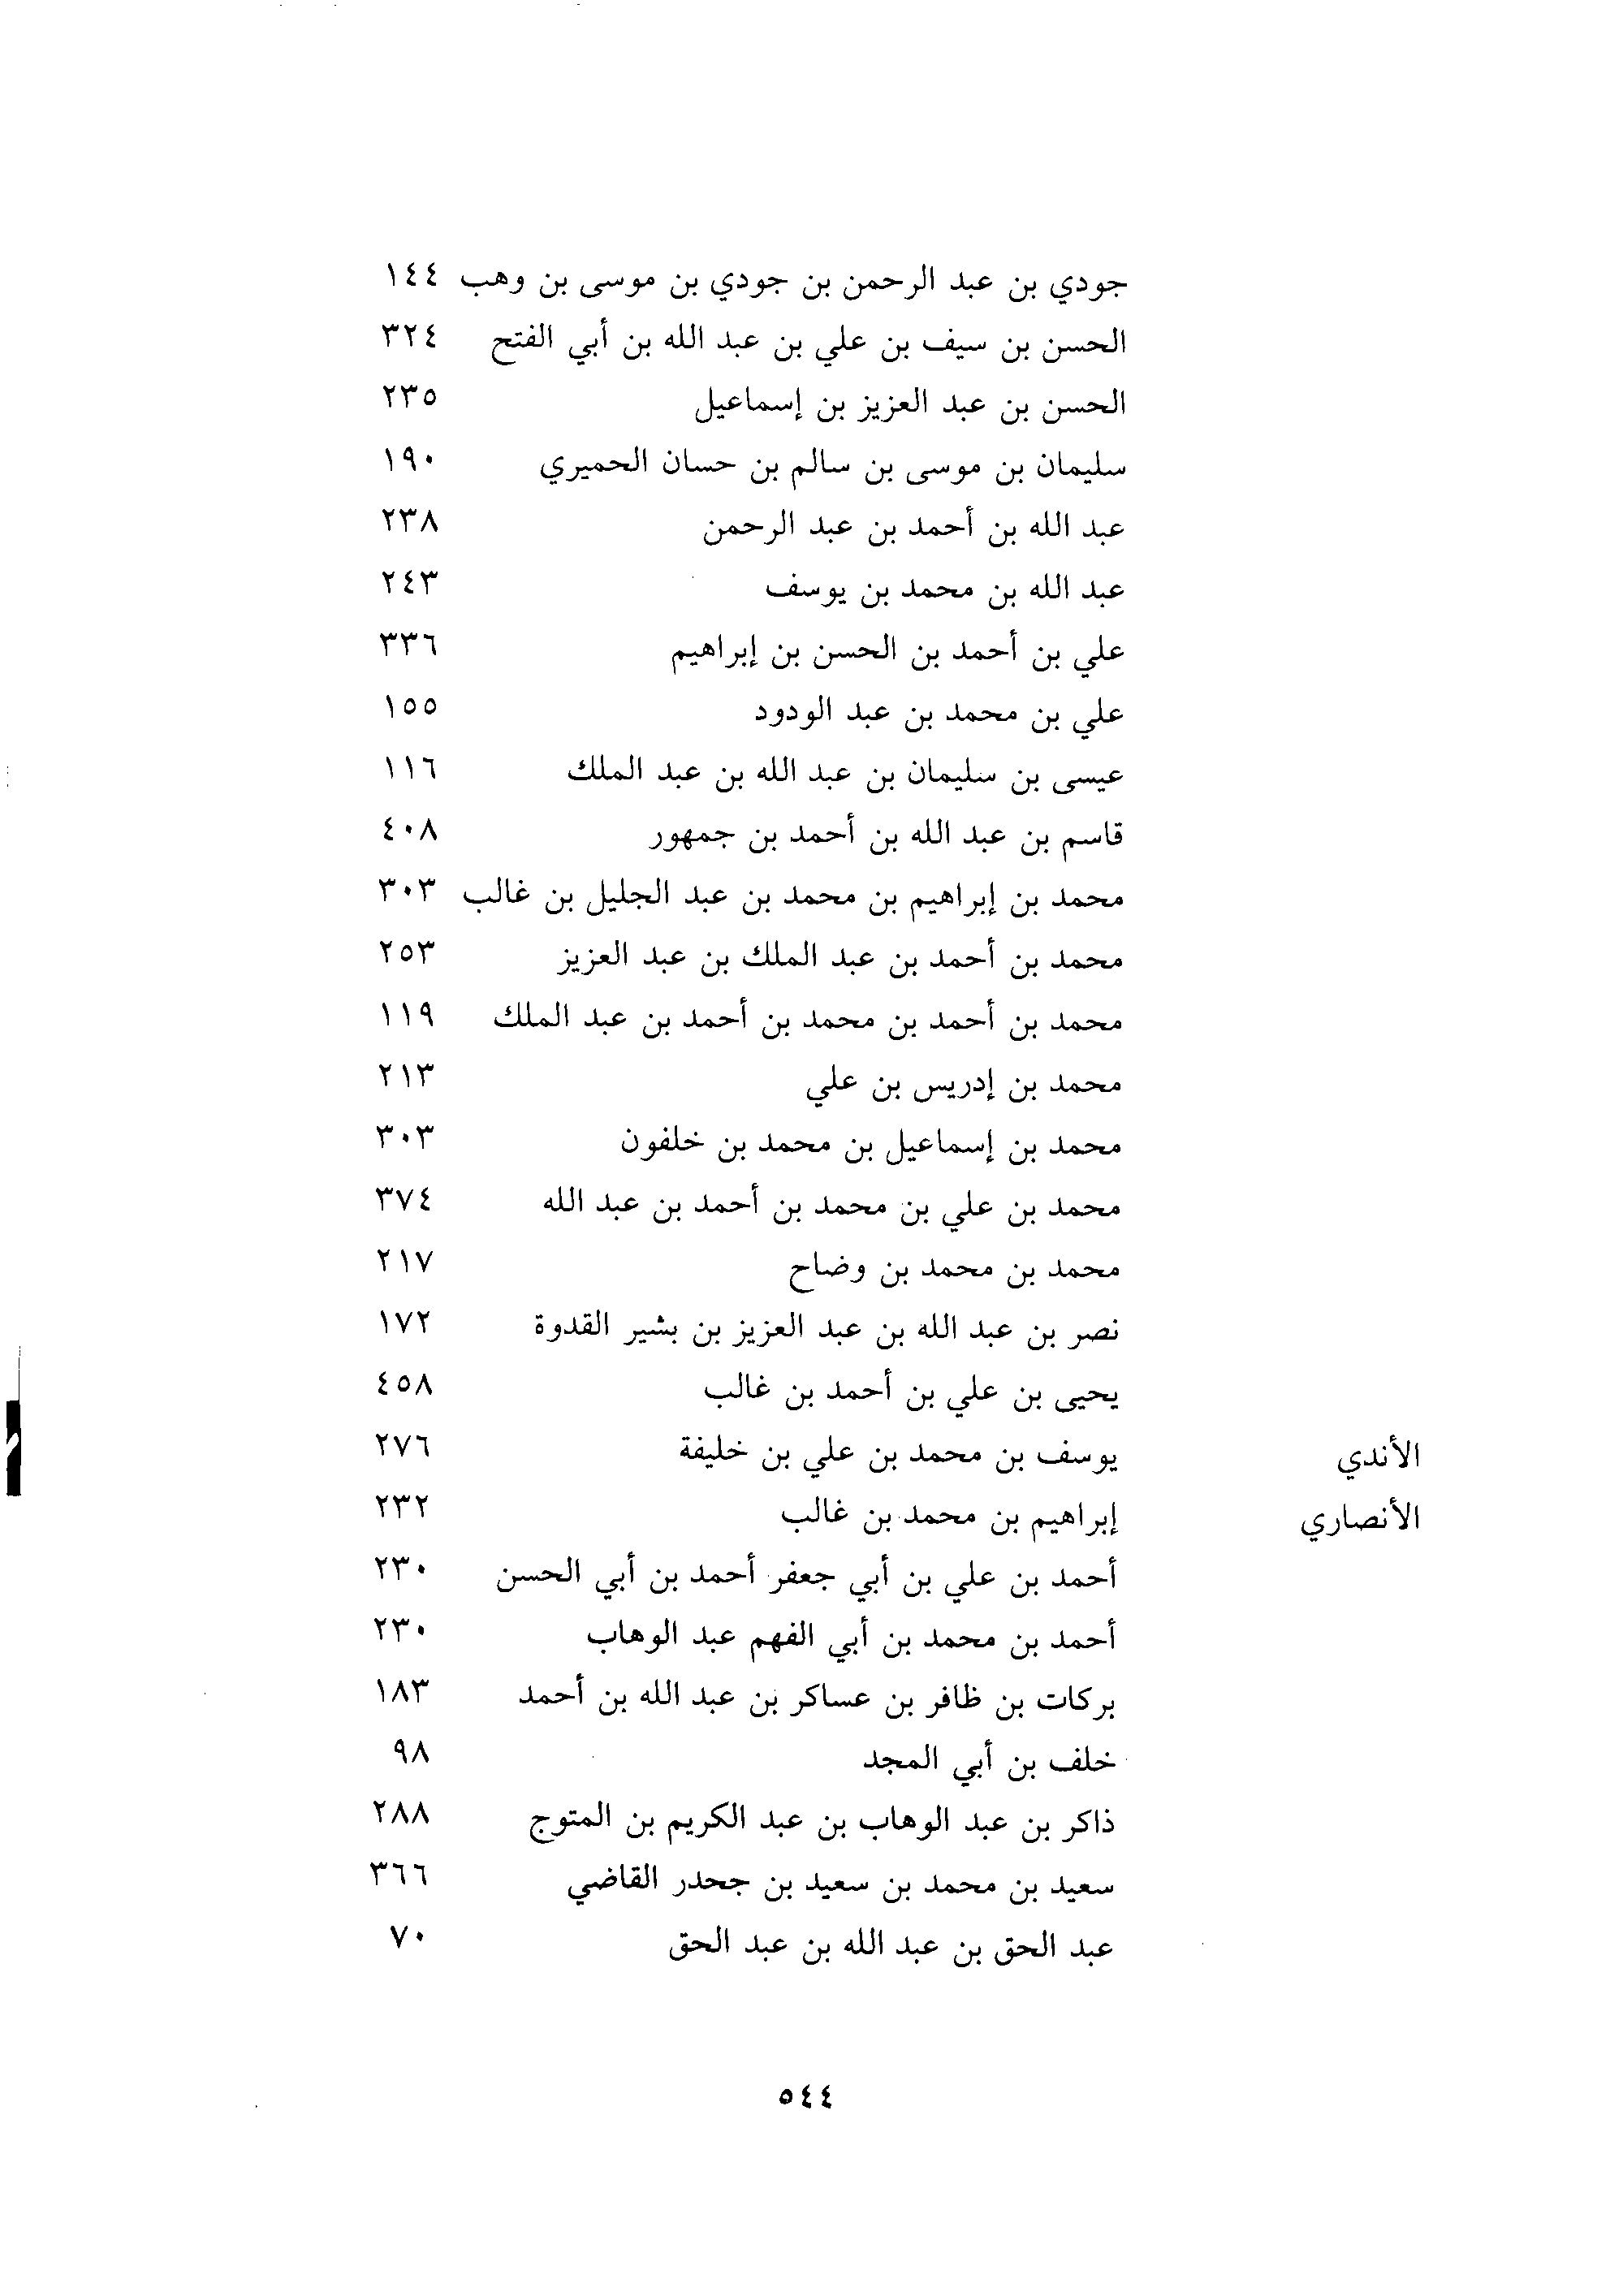 جودي بن عبد الرحمن بن جودي بن موسى بن وهب ١٤٤
الحسن بن سيف بن علي بن عبد الله بن أبي الفتح ٣٢٤
الحسن بن عبد العزيز بن إسماعيل ٢٣٥
سليمان بن موسى بن سالم بن حسان الحميري ١٩٠
عبد الله بن أحمد بن عبد الرحمن ٢٣٨
عبد الله بن محمد بن يوسف ٢٤٣
علي بن أحمد بن الحسن بن إبراهيم ٣٣٦
علي بن محمد بن عبد الودود ١٥٥
عيسى بن سليمان بن عبد الله بن عبد الملك ١١٦
قاسم بن عبد الله بن أحمد بن جمهور ٤٠٨
محمد بن إبراهيم بن محمد بن عبد الجليل بن غالب ٣٠٣
محمد بن أحمد بن عبد الملك بن عبد العزيز ٢٥٣
محمد بن أحمد بن محمد بن أحمد بن عبد الملك ١١٩
محمد بن إدريس بن علي ٢١٣
محمد بن إسماعيل بن محمد بن خلفون ٣٠٣
محمد بن علي بن محمد بن أحمد بن عبد الله ٣٧٤
محمد بن محمد بن وضاح ٢١٧
نصر بن عبد الله بن عبد العزيز بن بشير القدوة ١٧٢
يحيى بن علي بن أحمد بن غالب ٤٥٨
الأندي يوسف بن محمد بن علي بن خليفة ٢٧٦
الأنصاري إبراهيم بن محمد بن غالب ٢٣٢
أحمد بن علي بن أبي جعفر أحمد بن أبي الحسن ٢٣٠
أحمد بن محمد بن أبي الفهم عبد الوهاب ٢٣٠
بركات بن ظافر بن عساكر بن عبد الله بن أحمد ١٨٣
خلف بن أبي المجد ٩٨
ذاكر بن عبد الوهاب بن عبد الكريم بن المتوج ٢٨٨
سعيد بن محمد بن سعيد بن جحدر القاضي ٣٦٦
عبد الحق بن عبد الله بن عبد الحق ٧٠
٥٤٤